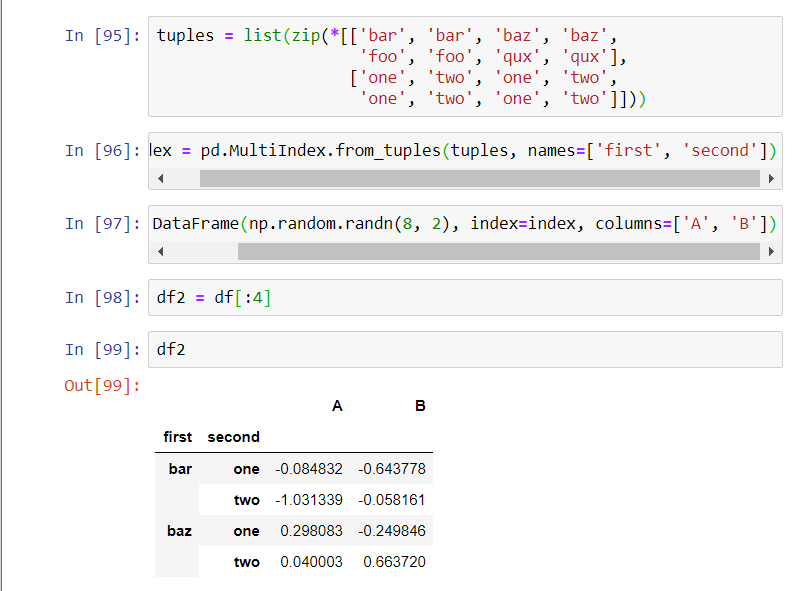 In [95]: tuples = list(zip(*[['bar', 'bar', 'baz', 'baz',
'foo', 'foo', 'qux', 'qux'],
['one', 'two', 'one', 'two',
'one', 'two', 'one', 'two']]))
In [96]: lex = pd.MultiIndex.from_tuples(tuples, names=['first', 'second'])
In [97]: DataFrame(np.random.randn(8, 2), index=index, columns=['A', 'B'])
In [98]: df2 = df[:4]
In [99]: df2
Out[99]:
A B
first second
bar one -0.084832 -0.643778
two -1.031339 -0.058161
baz one 0.298083 -0.249846
two 0.040003 0.663720